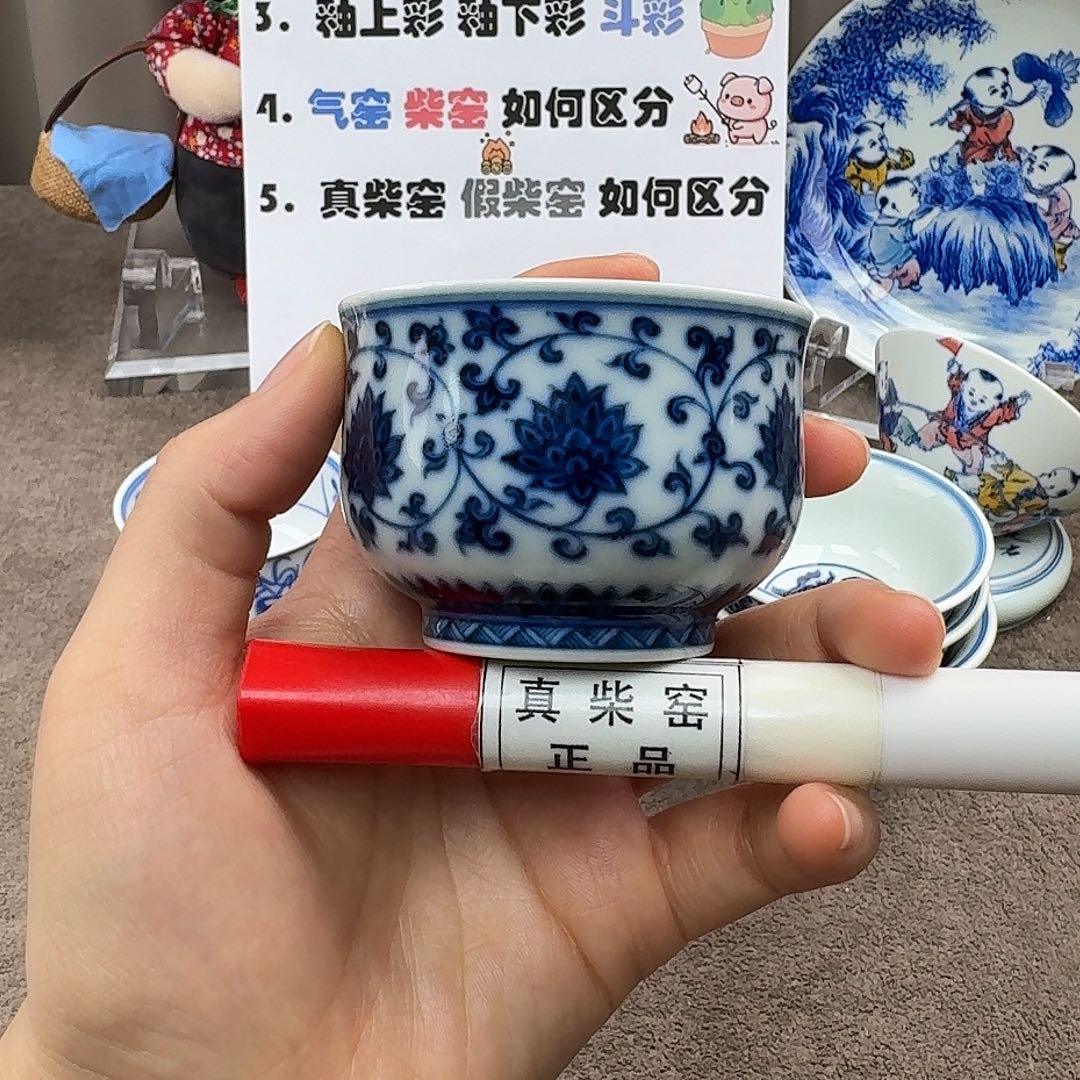 3. 釉上彩 釉下彩 斗彩
4. 气窑 柴窑 如何区分
5. 真柴窑 假柴窑 如何区分
真柴窑
正品